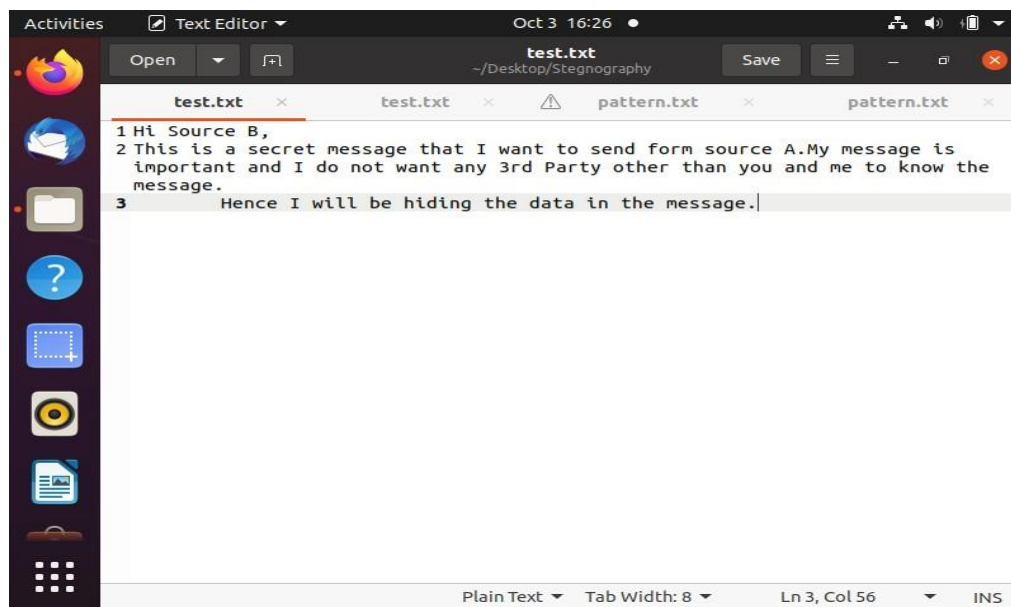 Activities Text Editor Oct 3 16:26
Open test.txt Save
~/Desktop/Stegnography
test.txt test.txt pattern.txt pattern.txt
1 Hi Source B,
2 This is a secret message that I want to send form source A.My message is
important and I do not want any 3rd Party other than you and me to know the
message.
3 Hence I will be hiding the data in the message.
Plain Text Tab Width: 8 Ln 3, Col 56 INS